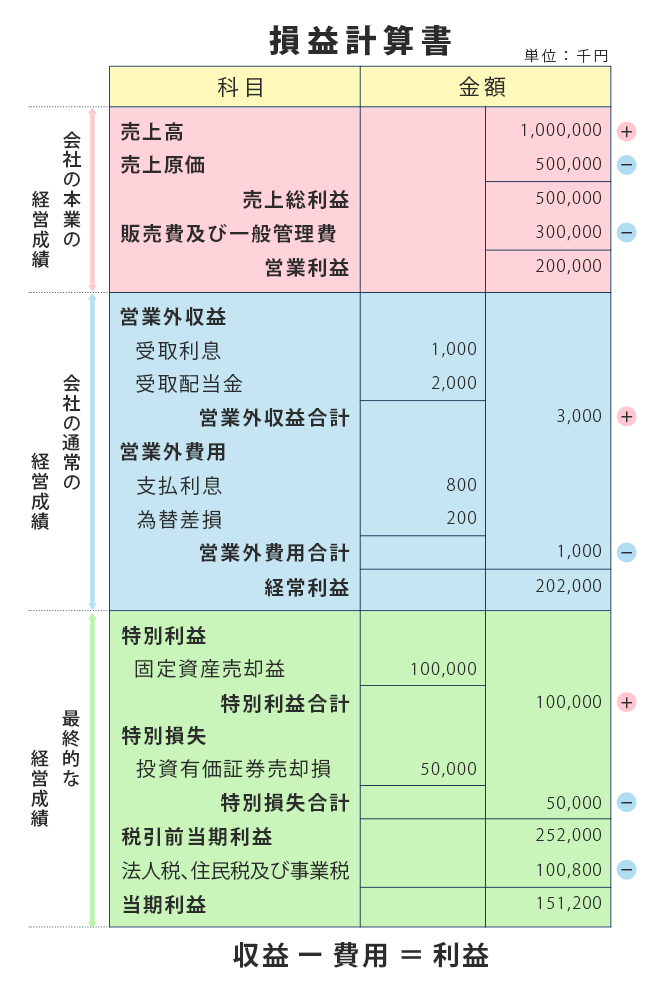 損益計算書
単位：千円
科目 金額
会社の本業の
経営成績
売上高 1,000,000 +
売上原価 500,000 −
売上総利益 500,000
販売費及び一般管理費 300,000 −
営業利益 200,000
会社の通常の
経営成績
営業外収益
受取利息 1,000
受取配当金 2,000
営業外収益合計 3,000 +
営業外費用
支払利息 800
為替差損 200
営業外費用合計 1,000 −
経常利益 202,000
最終的な
経営成績
特別利益
固定資産売却益 100,000
特別利益合計 100,000 +
特別損失
投資有価証券売却損 50,000
特別損失合計 50,000 −
税引前当期利益 252,000
法人税、住民税及び事業税 100,800 −
当期利益 151,200
収益 ー 費用 ＝ 利益